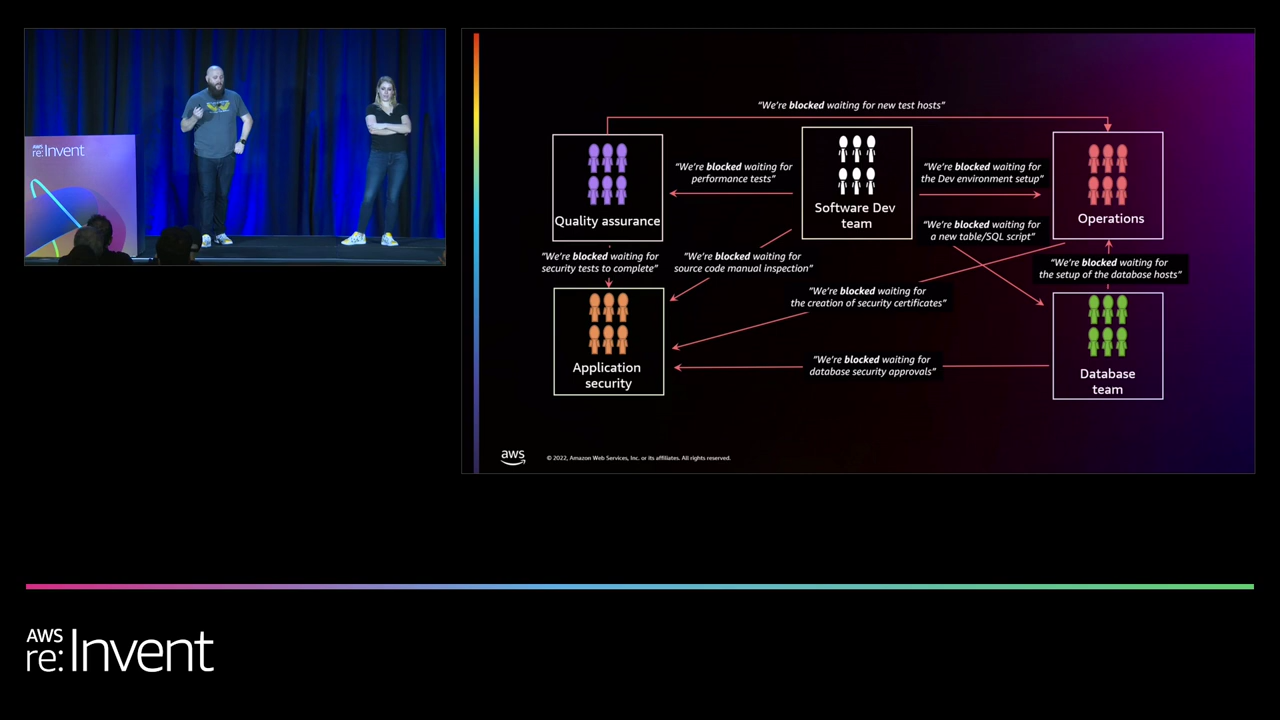 AWS
re:Invent
"We're blocked waiting for new test hosts"
Quality assurance
"We're blocked waiting for
performance tests"
Software Dev
team
"We're blocked waiting for
the Dev environment setup"
Operations
"We're blocked waiting for
a new table/SQL script"
"We're blocked waiting for
security tests to complete"
"We're blocked waiting for
source code manual inspection"
"We're blocked waiting for
the setup of the database hosts"
"We're blocked waiting for
the creation of security certificates"
Application
security
"We're blocked waiting for
database security approvals"
Database
team
aws
© 2022, Amazon Web Services, Inc. or its affiliates. All rights reserved.
AWS
re:Invent